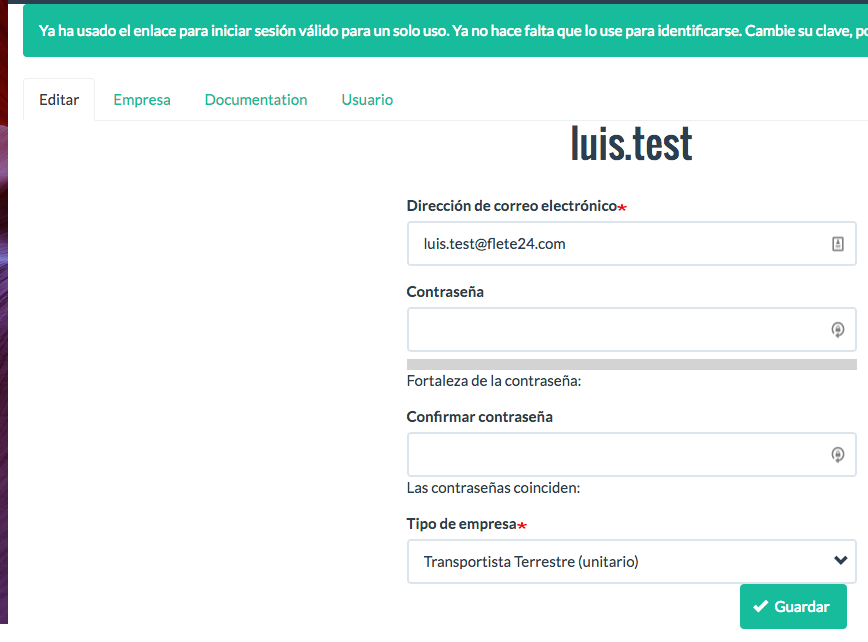 Ya ha usado el enlace para iniciar sesión válido para un solo uso. Ya no hace falta que lo use para identificarse. Cambie su clave,
Editar Empresa Documentation Usuario
luis.test
Dirección de correo electrónico*
luis.test@flete24.com
Contraseña
Fortaleza de la contraseña:
Confirmar contraseña
Las contraseñas coinciden:
Tipo de empresa*
Transportista Terrestre (unitario)
Guardar